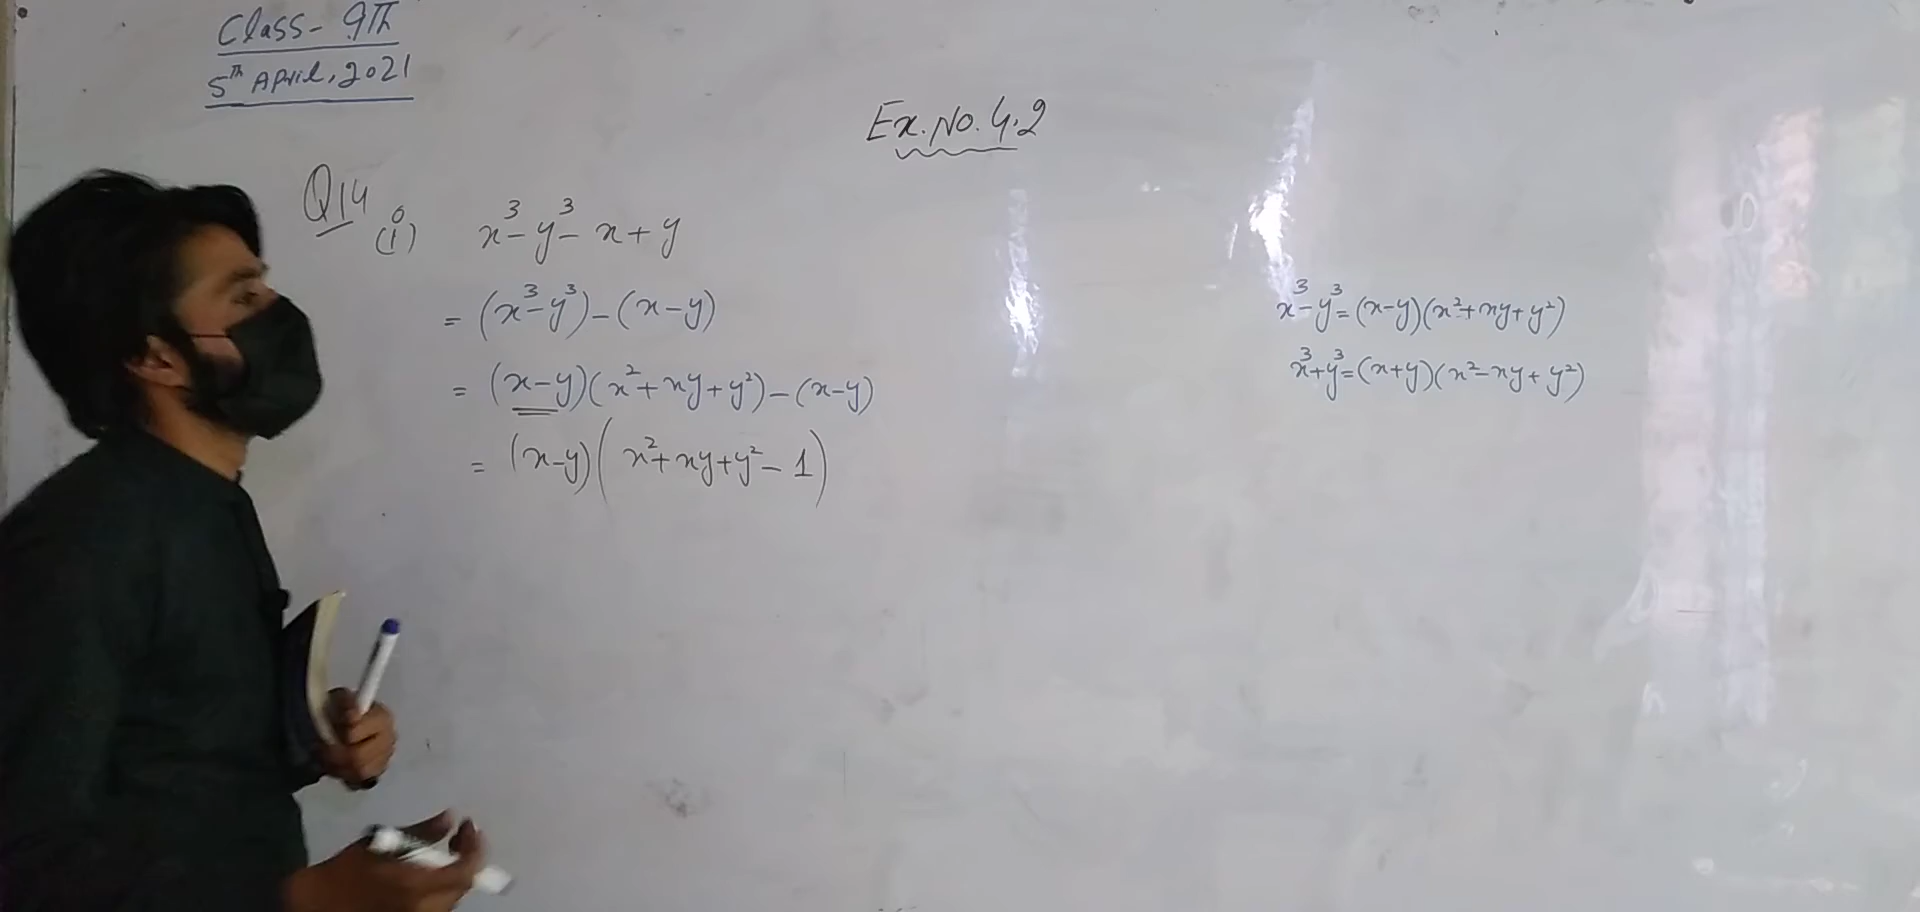 Class- 9Th
5Th April, 2021
Ex. No. 4.2
Q14
(i) x³-y³-x+y
= (x³-y³)-(x-y)
= (x-y)(x²+xy+y²)-(x-y)
= (x-y)(x²+xy+y²-1)
x³-y³=(x-y)(x²+xy+y²)
x³+y³=(x+y)(x²-xy+y²)